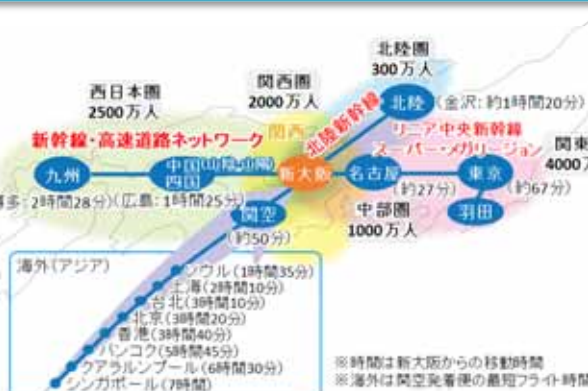 北陸圏
300万人
西日本圏
2500万人
関西圏
2000万人
北陸
(金沢:約1時間20分)
北陸新幹線
関西
リニア中央新幹線
スーパー・メガリージョン
関東
4000万
新幹線・高速道路ネットワーク
九州
中国(山陰山陽)
四国
新大阪
名古屋
東京
多:2時間28分)(広島:1時間25分)
(約27分)
(約67分)
羽田
関空
(約50分)
中部圏
1000万人
海外(アジア)
ソウル(1時間35分)
上海(2時間10分)
台北(3時間10分)
北京(3時間20分)
香港(3時間40分)
バンコク(5時間45分)
クアラルンプール(6時間30分)
シンガポール(7時間)
※時間は新大阪からの移動時間
※海外は関空発着便の最短フライト時間